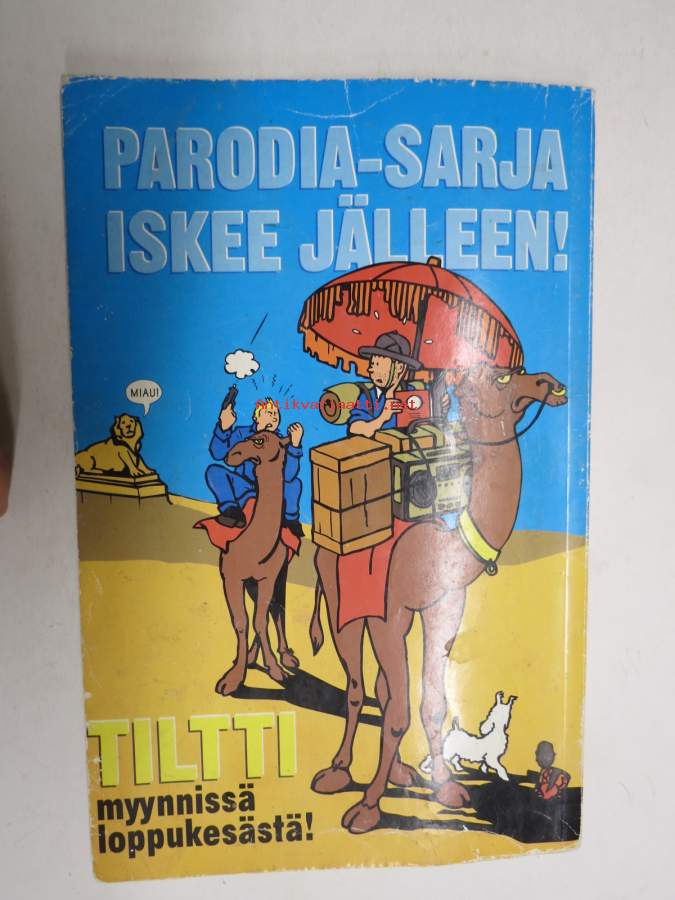 PARODIA-SARJA
ISKEE JÄLLEEN!
MIAU!
TILTTI
myynnissä
loppukesästä!